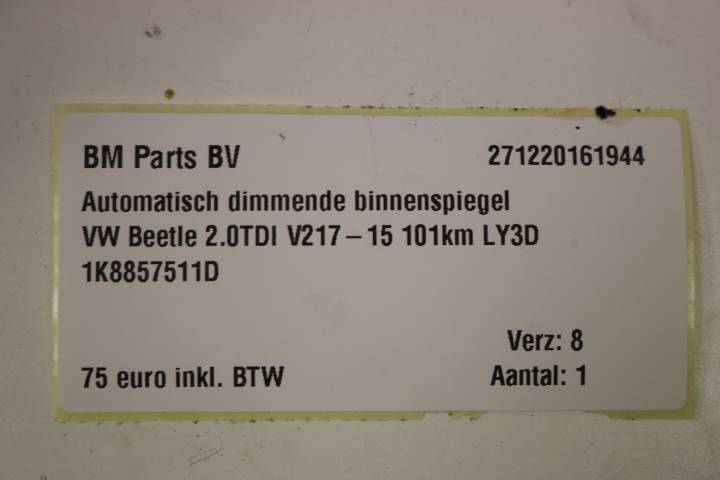 BM Parts BV 271220161944
Automatisch dimmende binnenspiegel
VW Beetle 2.0TDI V217 – 15 101km LY3D
1K8857511D
Verz: 8
75 euro inkl. BTW Aantal: 1